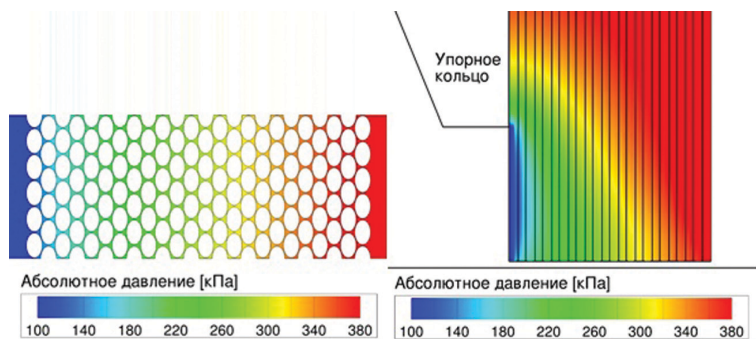 Упорное
кольцо
Абсолютное давление [кПа]
100 140 180 220 260 300 340 380
Абсолютное давление [кПа]
100 140 180 220 260 300 340 380